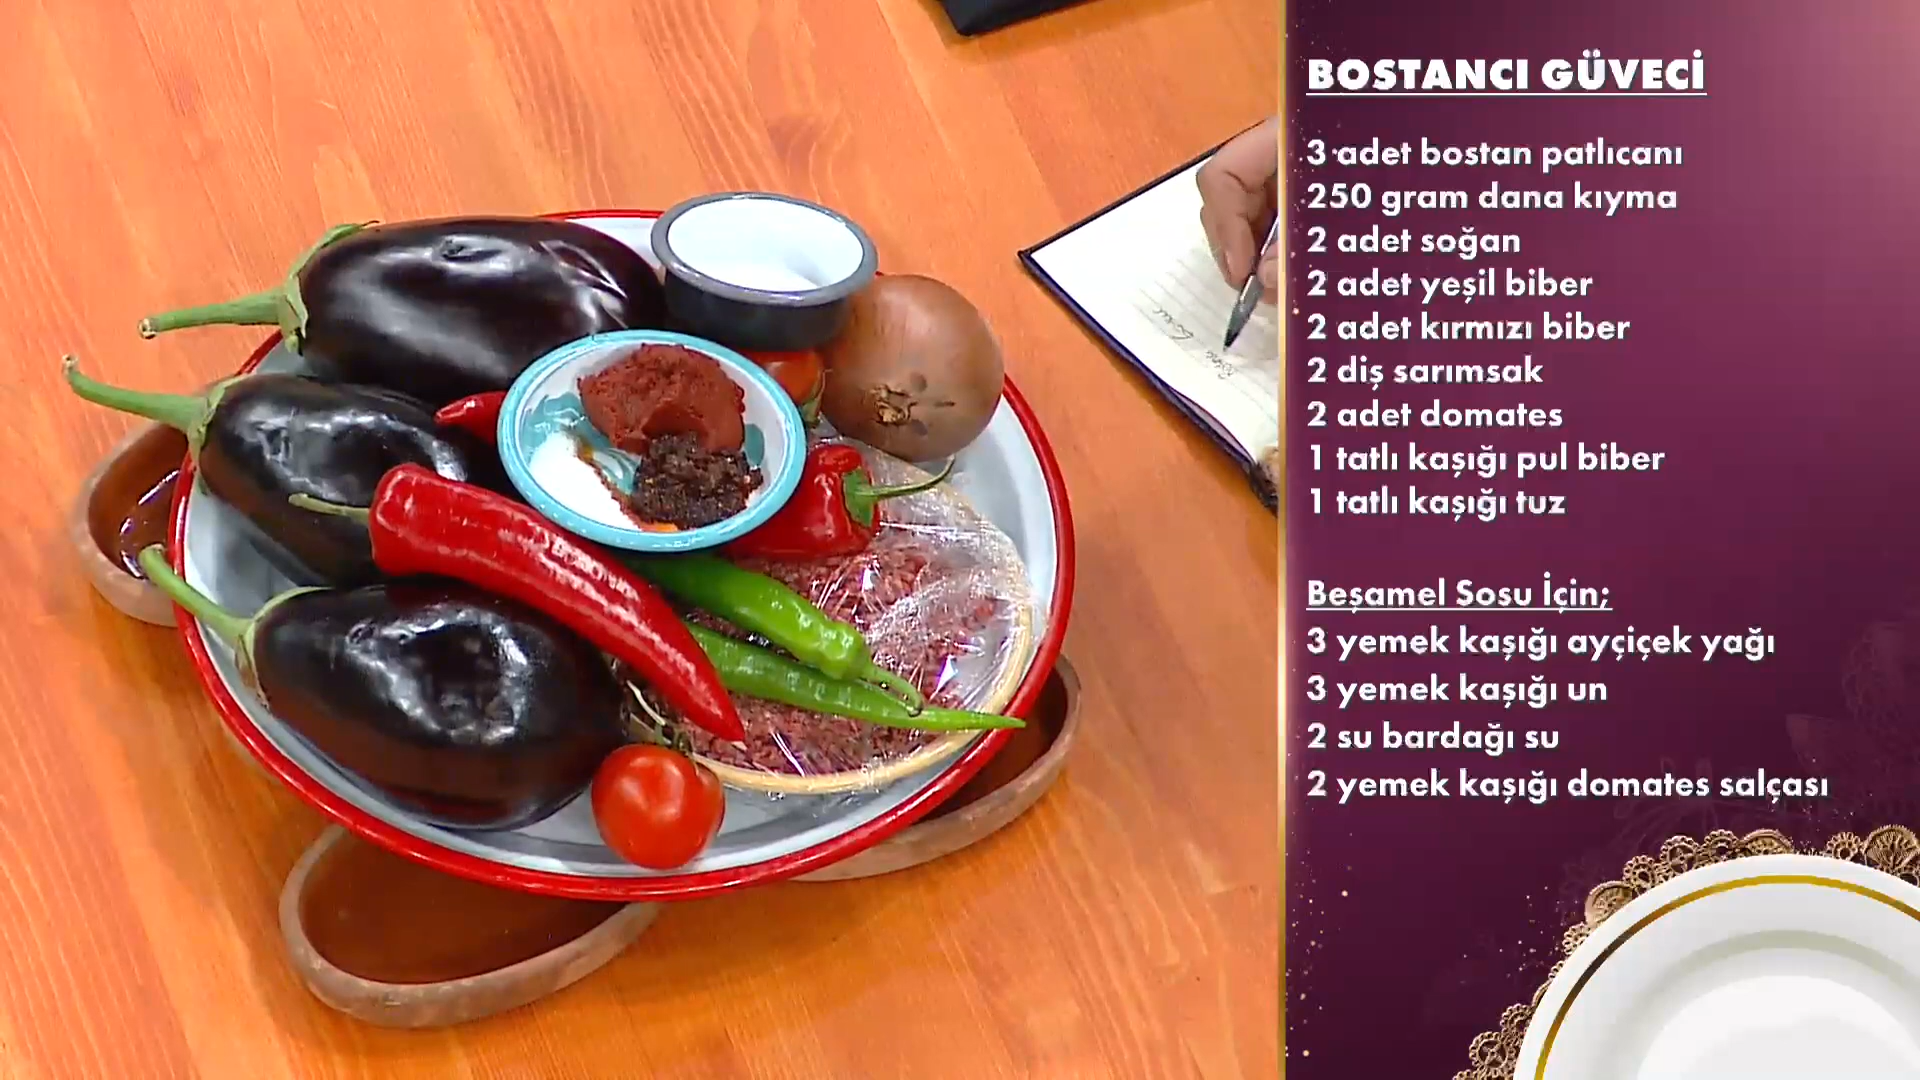 BOSTANCI GÜVECİ
3 adet bostan patlıcanı
250 gram dana kıyma
2 adet soğan
2 adet yeşil biber
2 adet kırmızı biber
2 diş sarımsak
2 adet domates
1 tatlı kaşığı pul biber
1 tatlı kaşığı tuz
Beşamel Sosu İçin;
3 yemek kaşığı ayçiçek yağı
3 yemek kaşığı un
2 su bardağı su
2 yemek kaşığı domates salçası